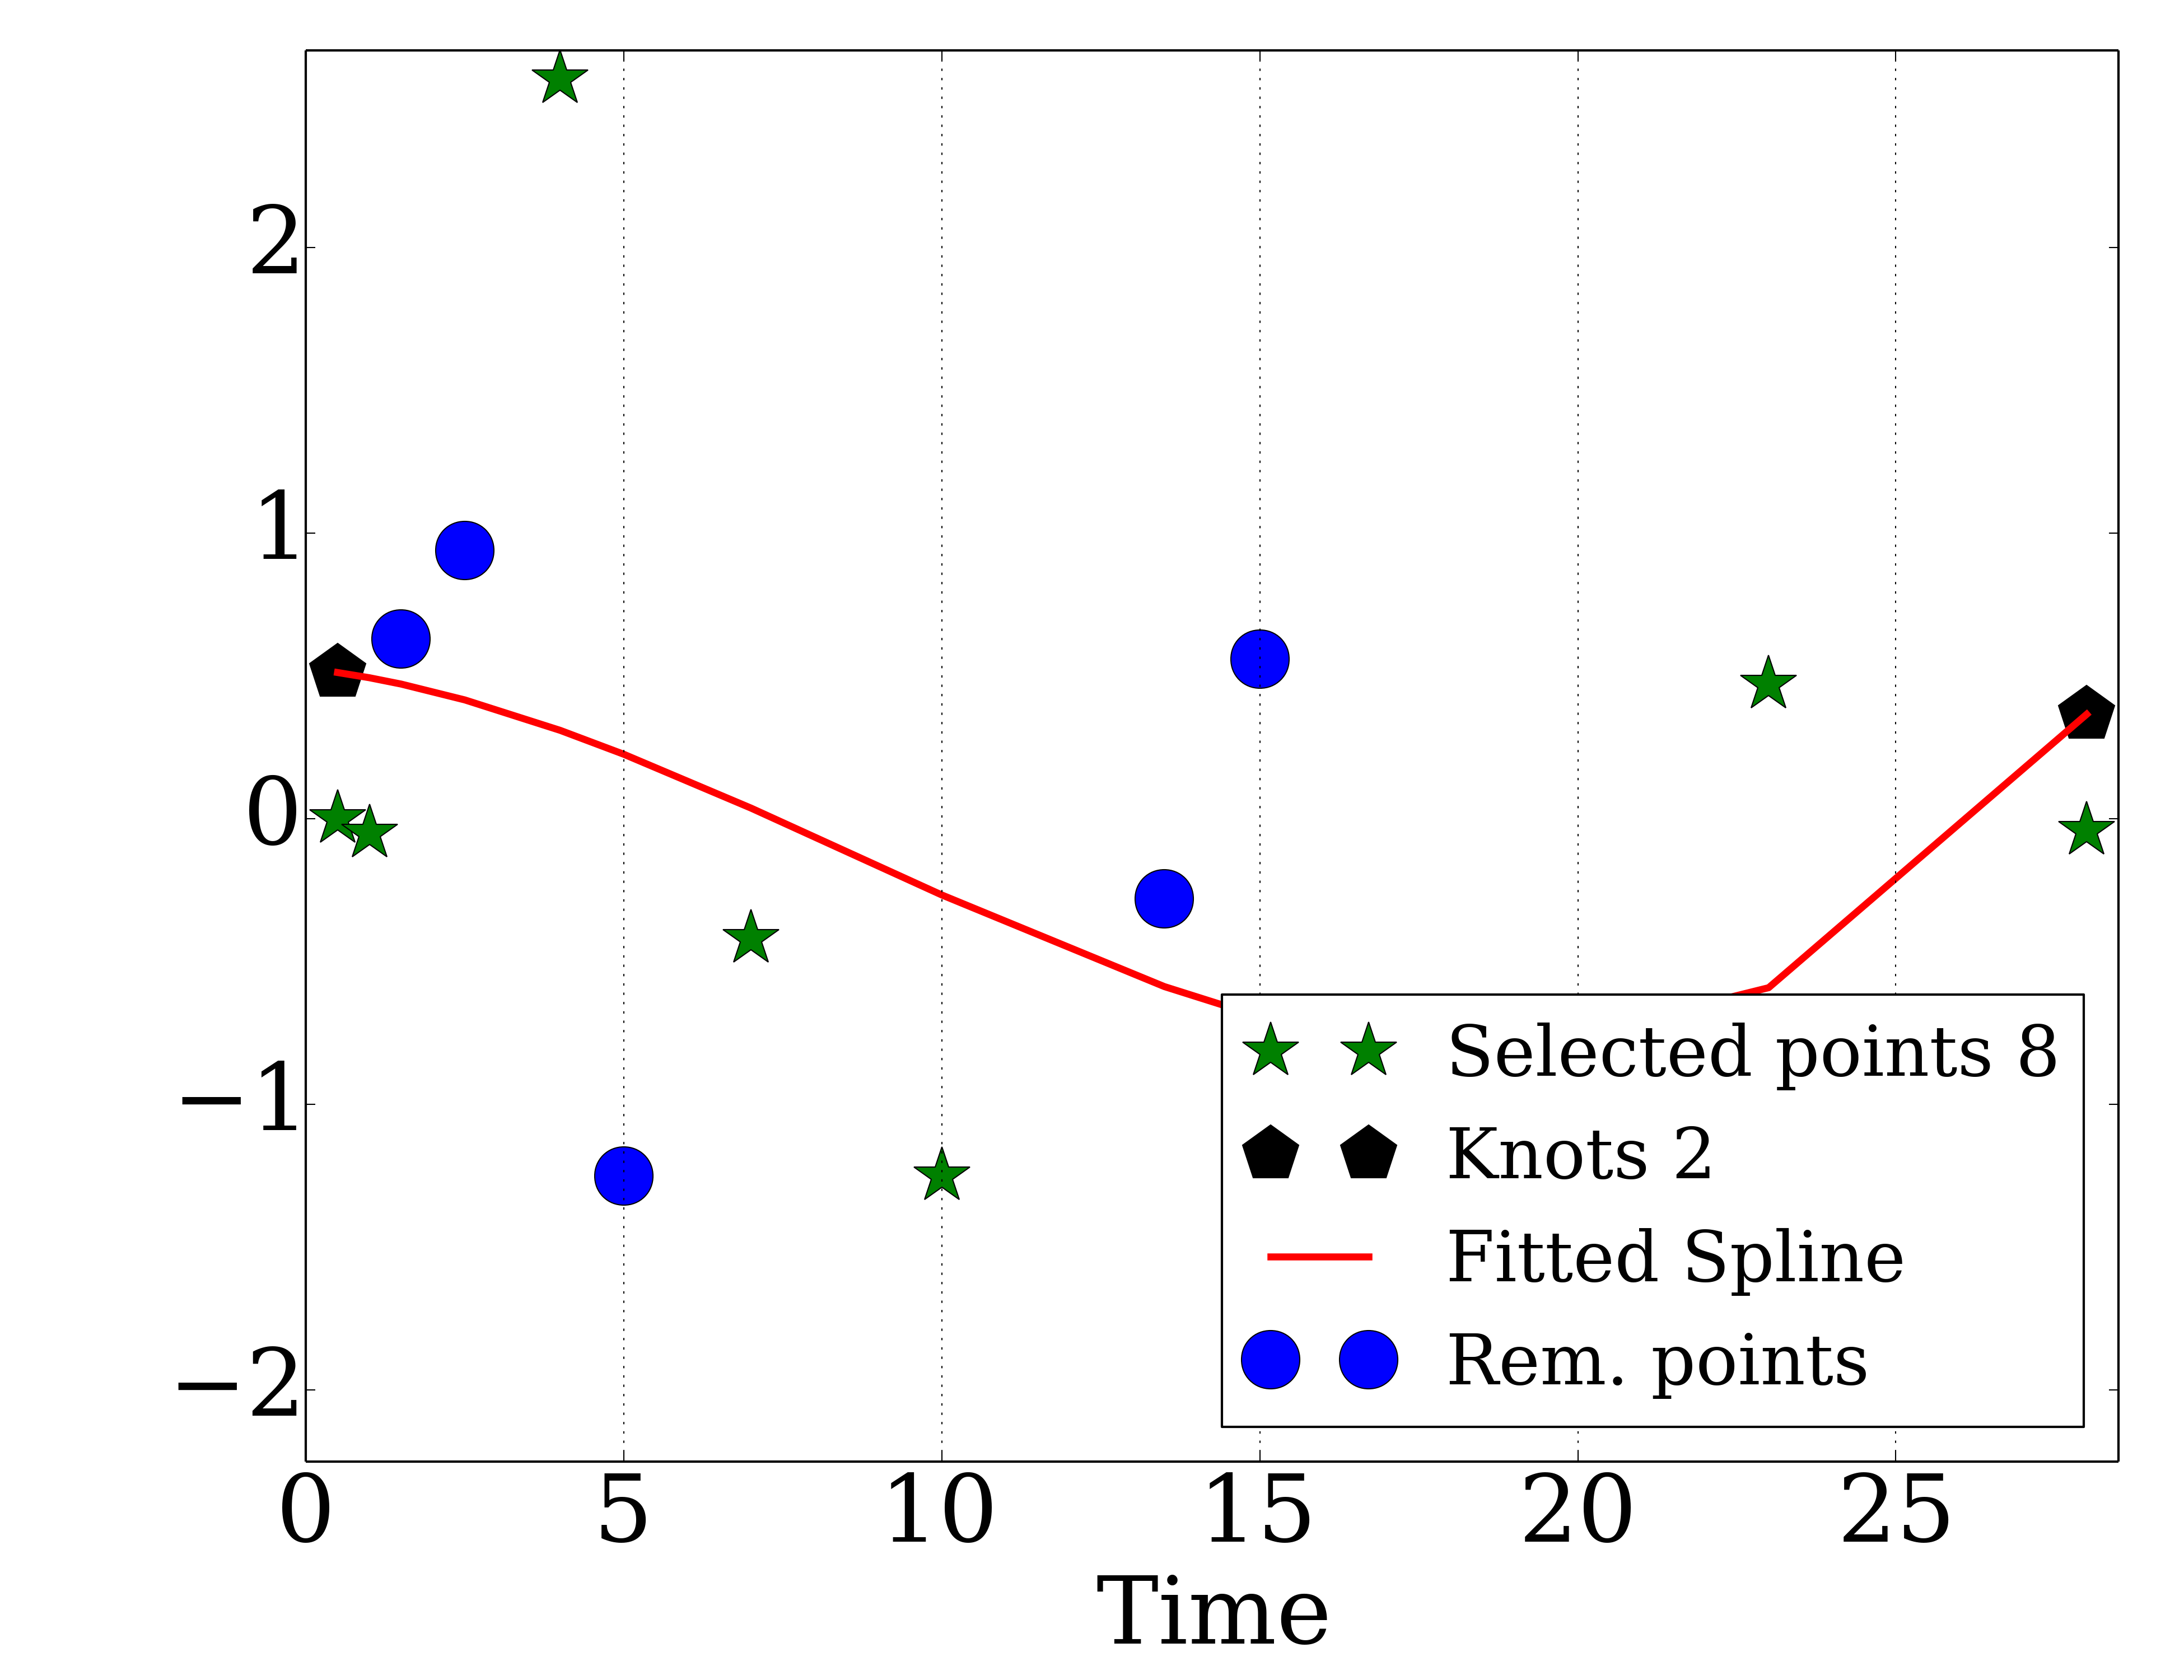 2
1
0
−1
−2
0 5 10 15 20 25
Time
Selected points 8
Knots 2
Fitted Spline
Rem. points